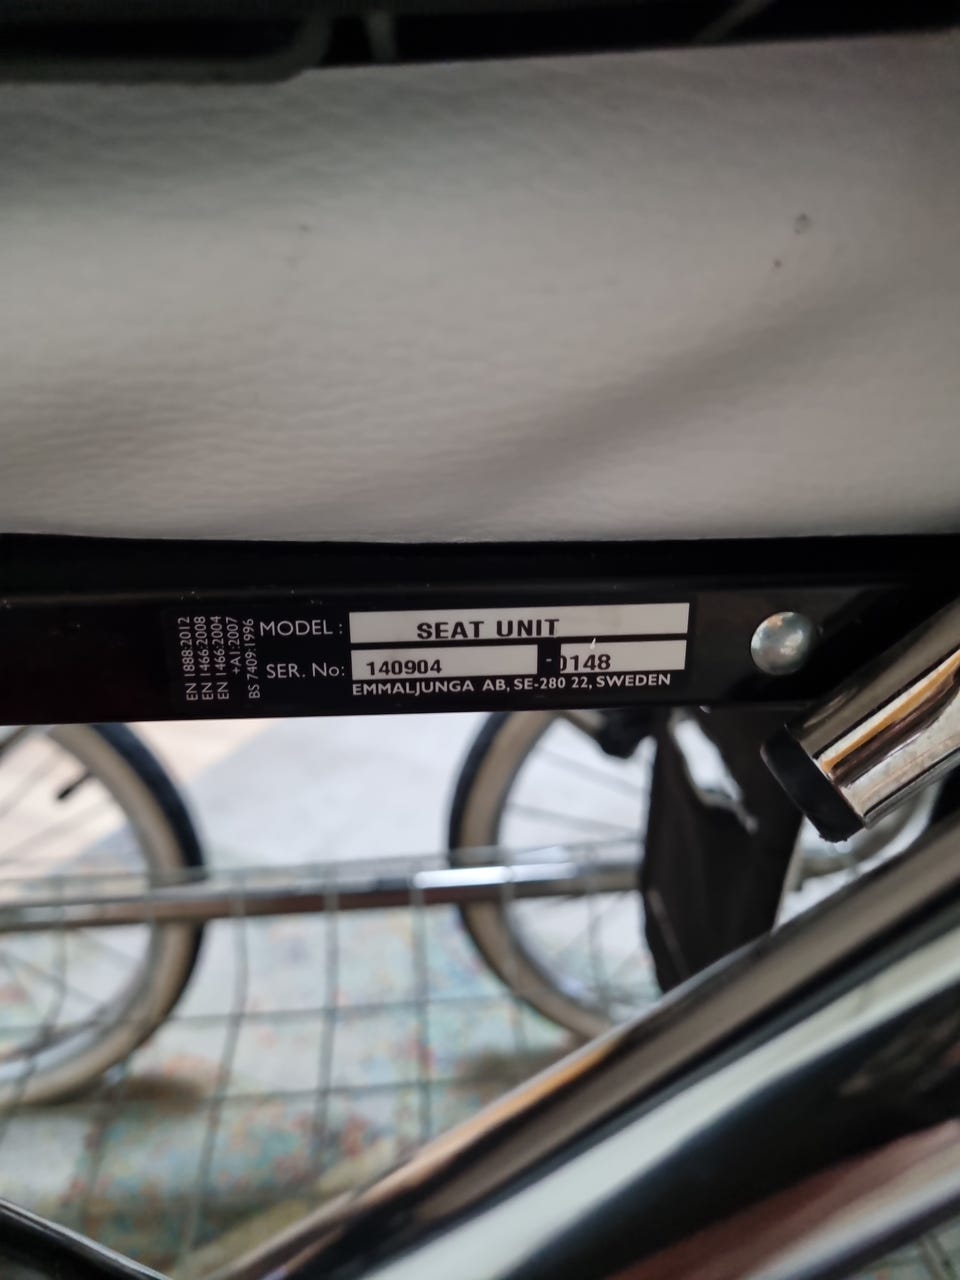 EN 1888:2012
EN 1466:2008
EN 1466:2004
+A1:2007
BS 7409:1996
MODEL : SEAT UNIT
SER. No: 140904 - 0148
EMMALJUNGA AB, SE-280 22, SWEDEN